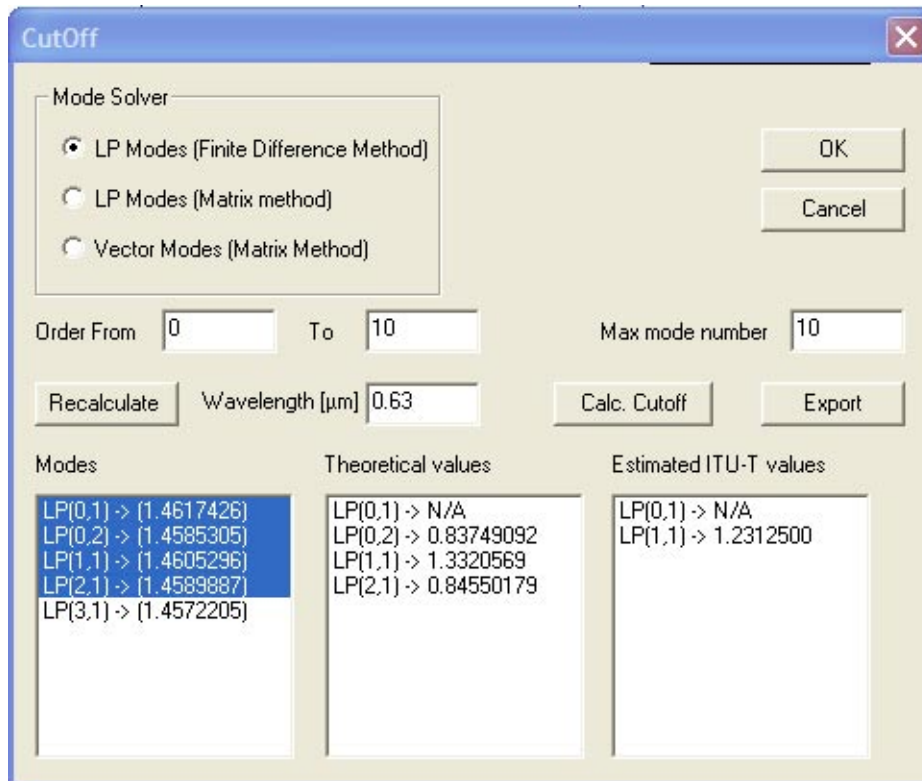 CutOff
Mode Solver
LP Modes (Finite Difference Method)
LP Modes (Matrix method)
Vector Modes (Matrix Method)
OK
Cancel
Order From 0 To 10 Max mode number 10
Recalculate Wavelength [µm] 0.63 Calc. Cutoff Export
Modes
LP(0,1) -> (1.4617426)
LP(0,2) -> (1.4585305)
LP(1,1) -> (1.4605296)
LP(2,1) -> (1.4589887)
LP(3,1) -> (1.4572205)
Theoretical values
LP(0,1) -> N/A
LP(0,2) -> 0.83749092
LP(1,1) -> 1.3320569
LP(2,1) -> 0.84550179
Estimated ITU-T values
LP(0,1) -> N/A
LP(1,1) -> 1.2312500